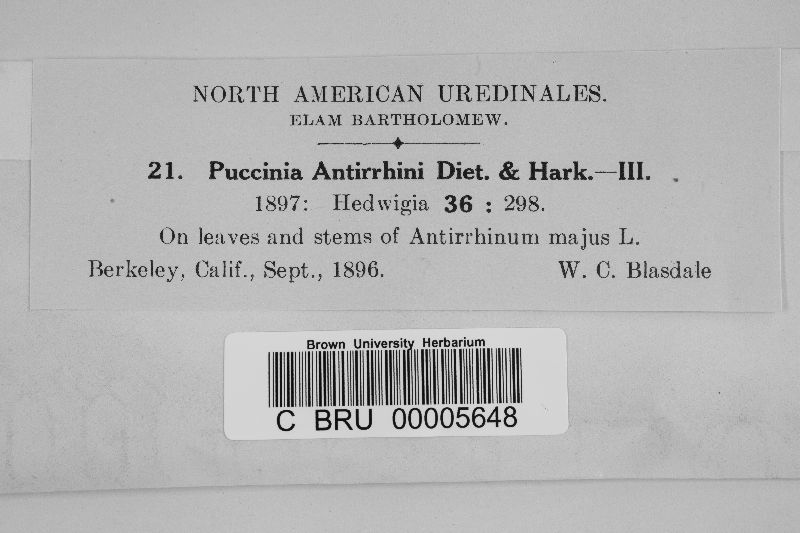 NORTH AMERICAN UREDINALES.
ELAM BARTHOLOMEW.
21. Puccinia Antirrhini Diet. & Hark.—III.
1897: Hedwigia 36 : 298.
On leaves and stems of Antirrhinum majus L.
Berkeley, Calif., Sept., 1896. W. C. Blasdale
Brown University Herbarium
C BRU 00005648